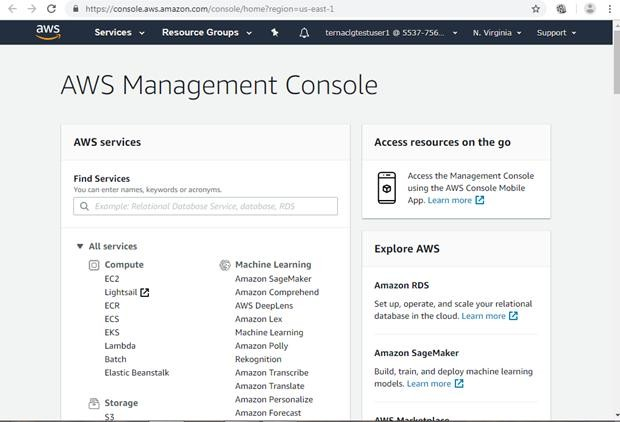 https://console.aws.amazon.com/console/home?region=us-east-1
aws
Services
Resource Groups
ternaclgtestuser1 @ 5537-756...
N. Virginia
Support
AWS Management Console
AWS services
Find Services
You can enter names, keywords or acronyms.
Example: Relational Database Service, database, RDS
All services
Compute
EC2
Lightsail
ECR
ECS
EKS
Lambda
Batch
Elastic Beanstalk
Storage
S3
Machine Learning
Amazon SageMaker
Amazon Comprehend
AWS DeepLens
Amazon Lex
Machine Learning
Amazon Polly
Rekognition
Amazon Transcribe
Amazon Translate
Amazon Personalize
Amazon Forecast
Access resources on the go
Access the Management Console
using the AWS Console Mobile
App. Learn more
Explore AWS
Amazon RDS
Set up, operate, and scale your relational
database in the cloud. Learn more
Amazon SageMaker
Build, train, and deploy machine learning
models. Learn more
AWS Marketplace